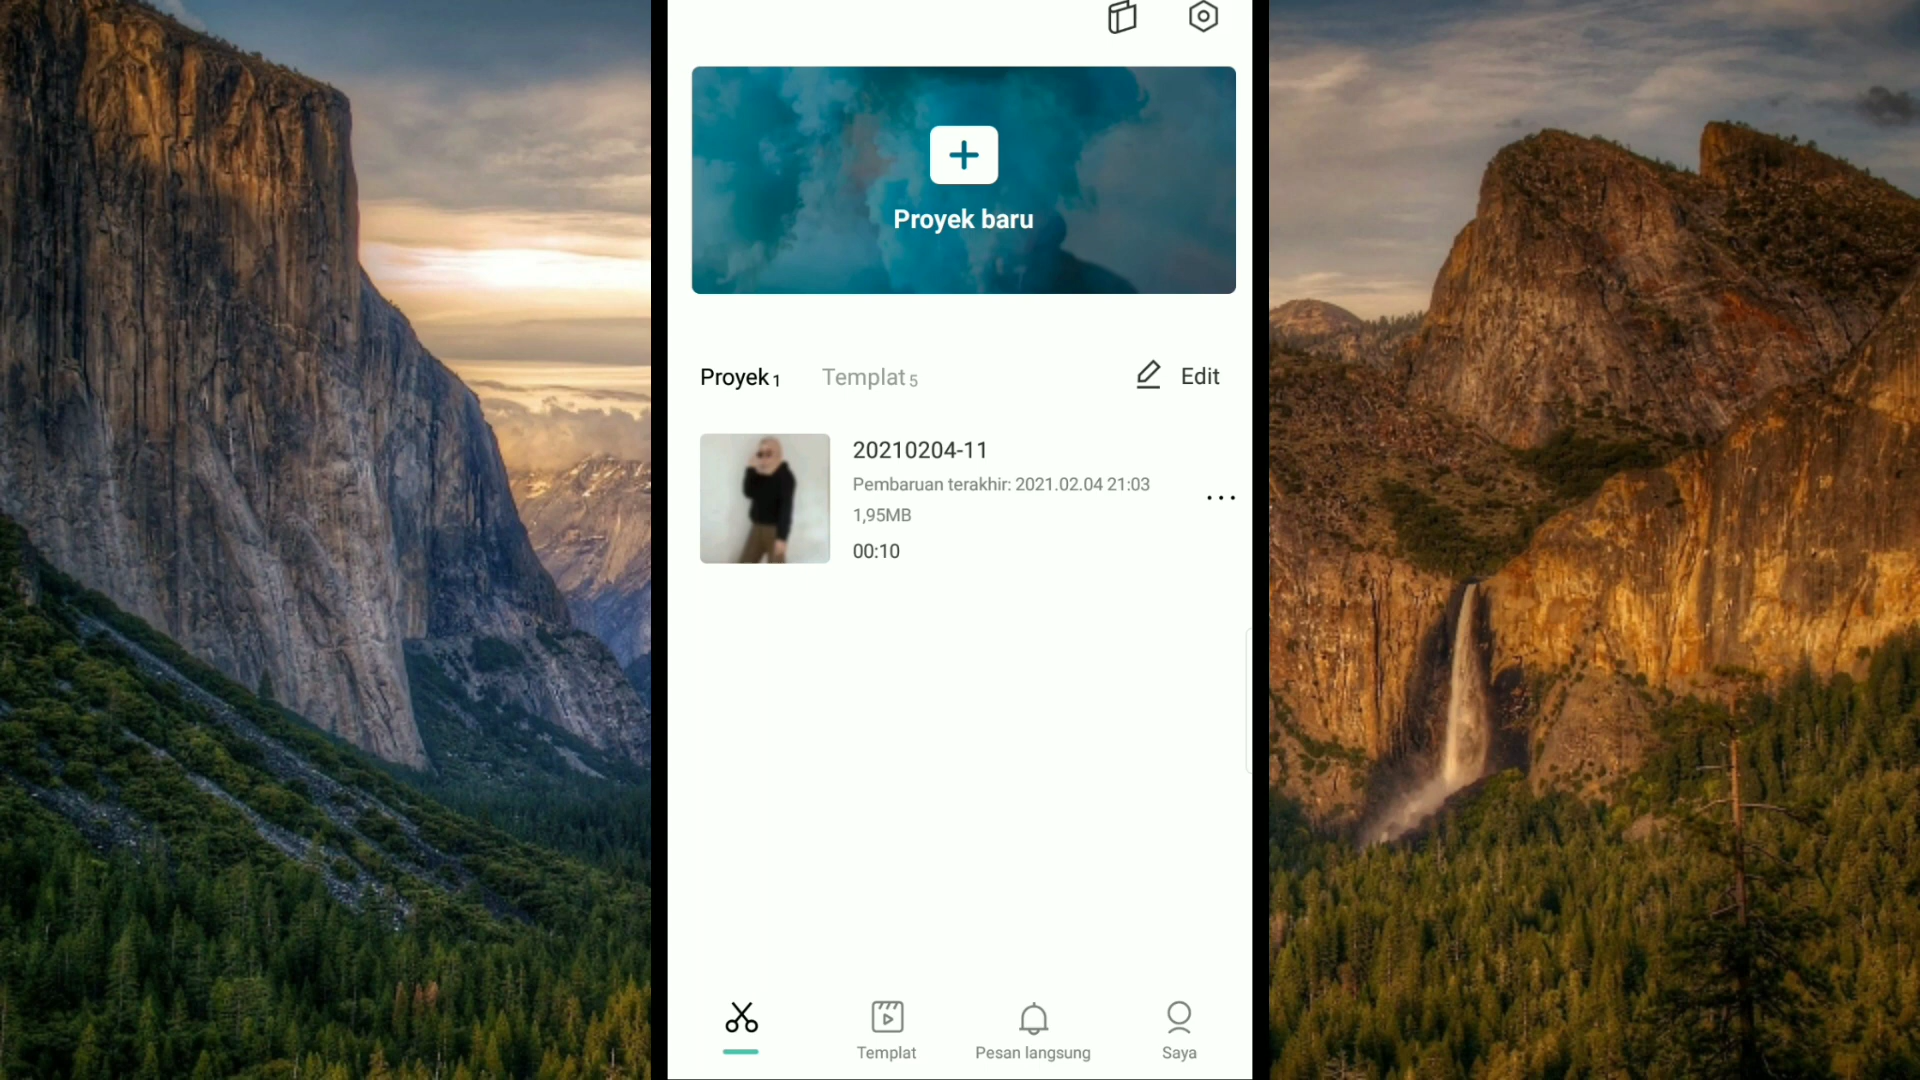 Proyek baru
Proyek 1 Templat 5 Edit
20210204-11
Pembaruan terakhir: 2021.02.04 21:03
1,95MB
00:10
Templat Pesan langsung Saya